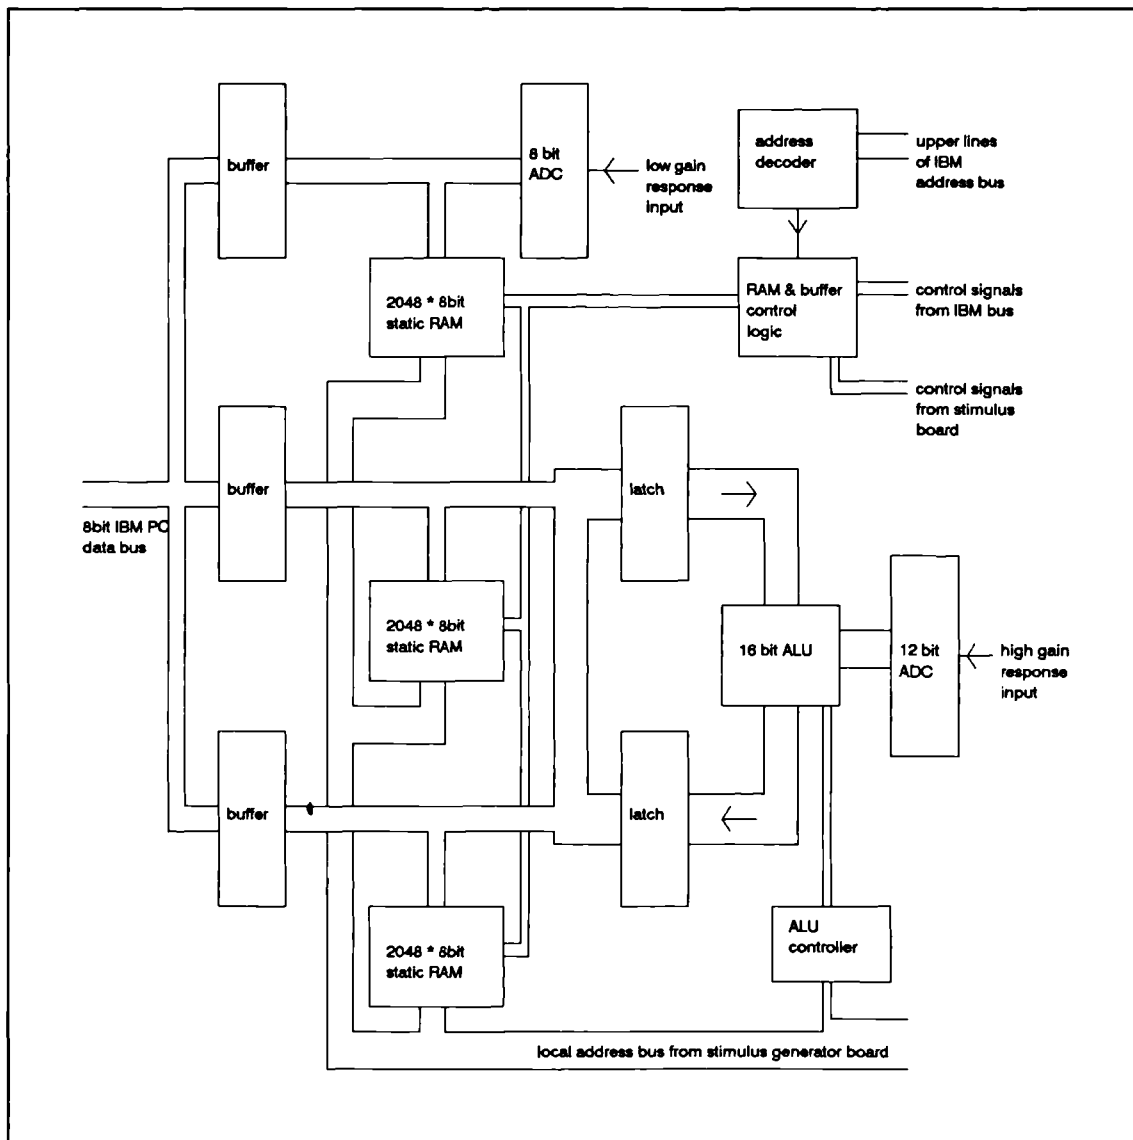 buffer
8 bit
ADC
low gain
response
input
address
decoder
upper lines
of IBM
address bus
2048 * 8bit
static RAM
RAM & buffer
control
logic
control signals
from IBM bus
control signals
from stimulus
board
buffer
latch
8bit IBM PC
data bus
2048 * 8bit
static RAM
16 bit ALU
12 bit
ADC
high gain
response
input
buffer
latch
2048 * 8bit
static RAM
ALU
controller
local address bus from stimulus generator board